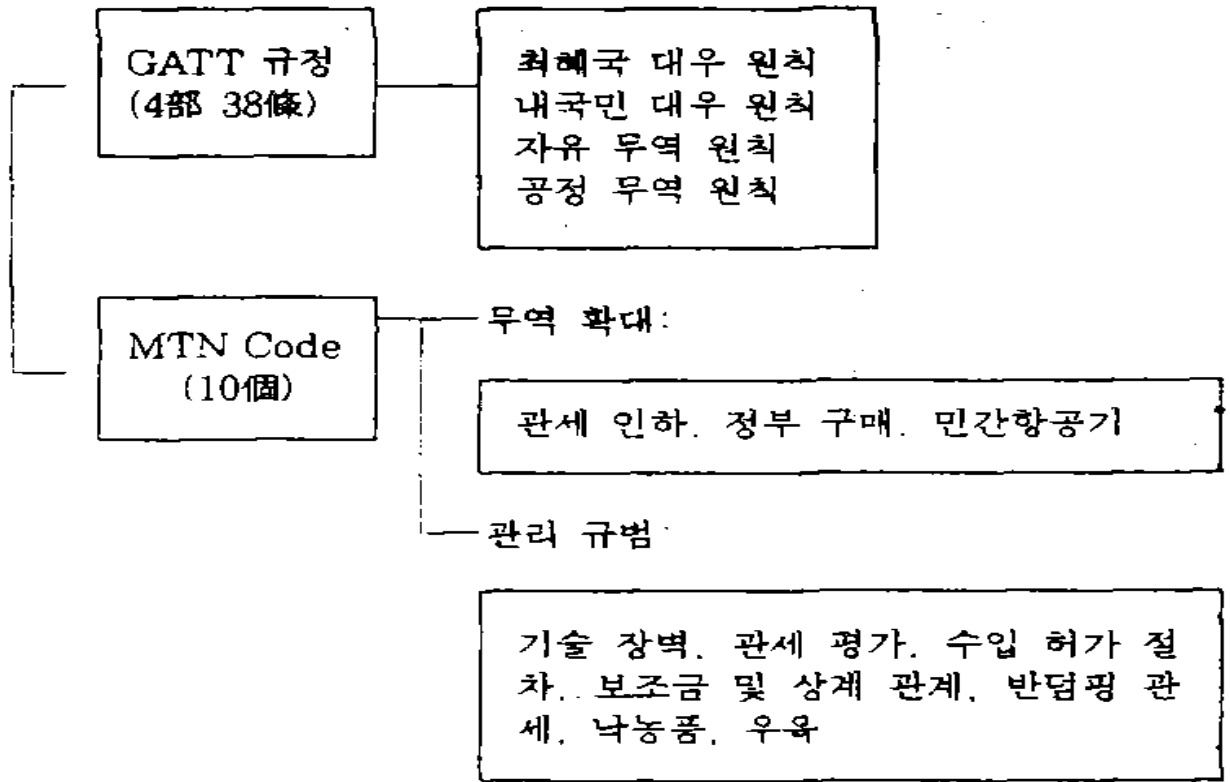 GATT 규정
(4部 38條)
최혜국 대우 원칙
내국민 대우 원칙
자유 무역 원칙
공정 무역 원칙
MTN Code
(10個)
무역 확대:
관세 인하. 정부 구매. 민간항공기
관리 규범
기술 장벽, 관세 평가, 수입 허가 절
차, 보조금 및 상계 관계, 반덤핑 관
세, 낙농품, 우육